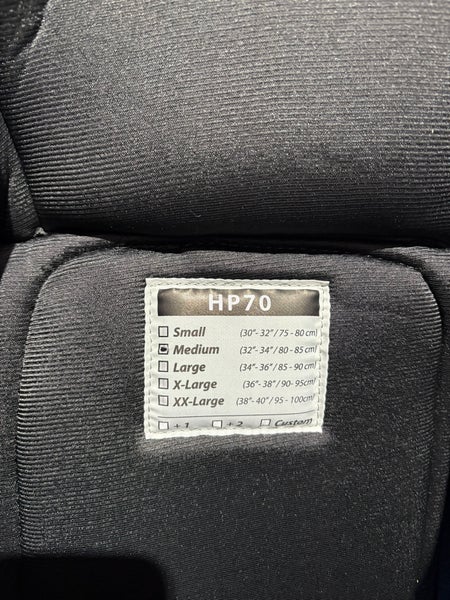 HP70
Small (30"-32"/75-80 cm)
Medium (32"-34"/80-85 cm)
Large (34"-36"/85-90 cm)
X-Large (36"-38"/90-95cm)
XX-Large (38"-40"/95-100cm)
+1 +2 Custom